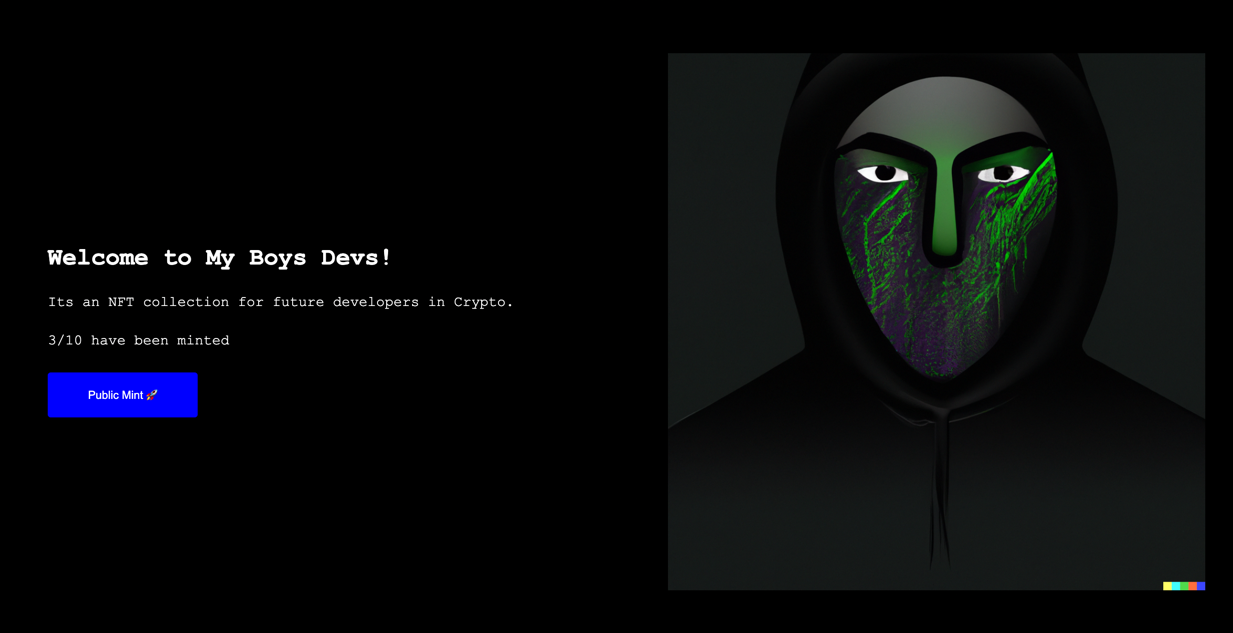 Welcome to My Boys Devs!
Its an NFT collection for future developers in Crypto.
3/10 have been minted
Public Mint 🚀